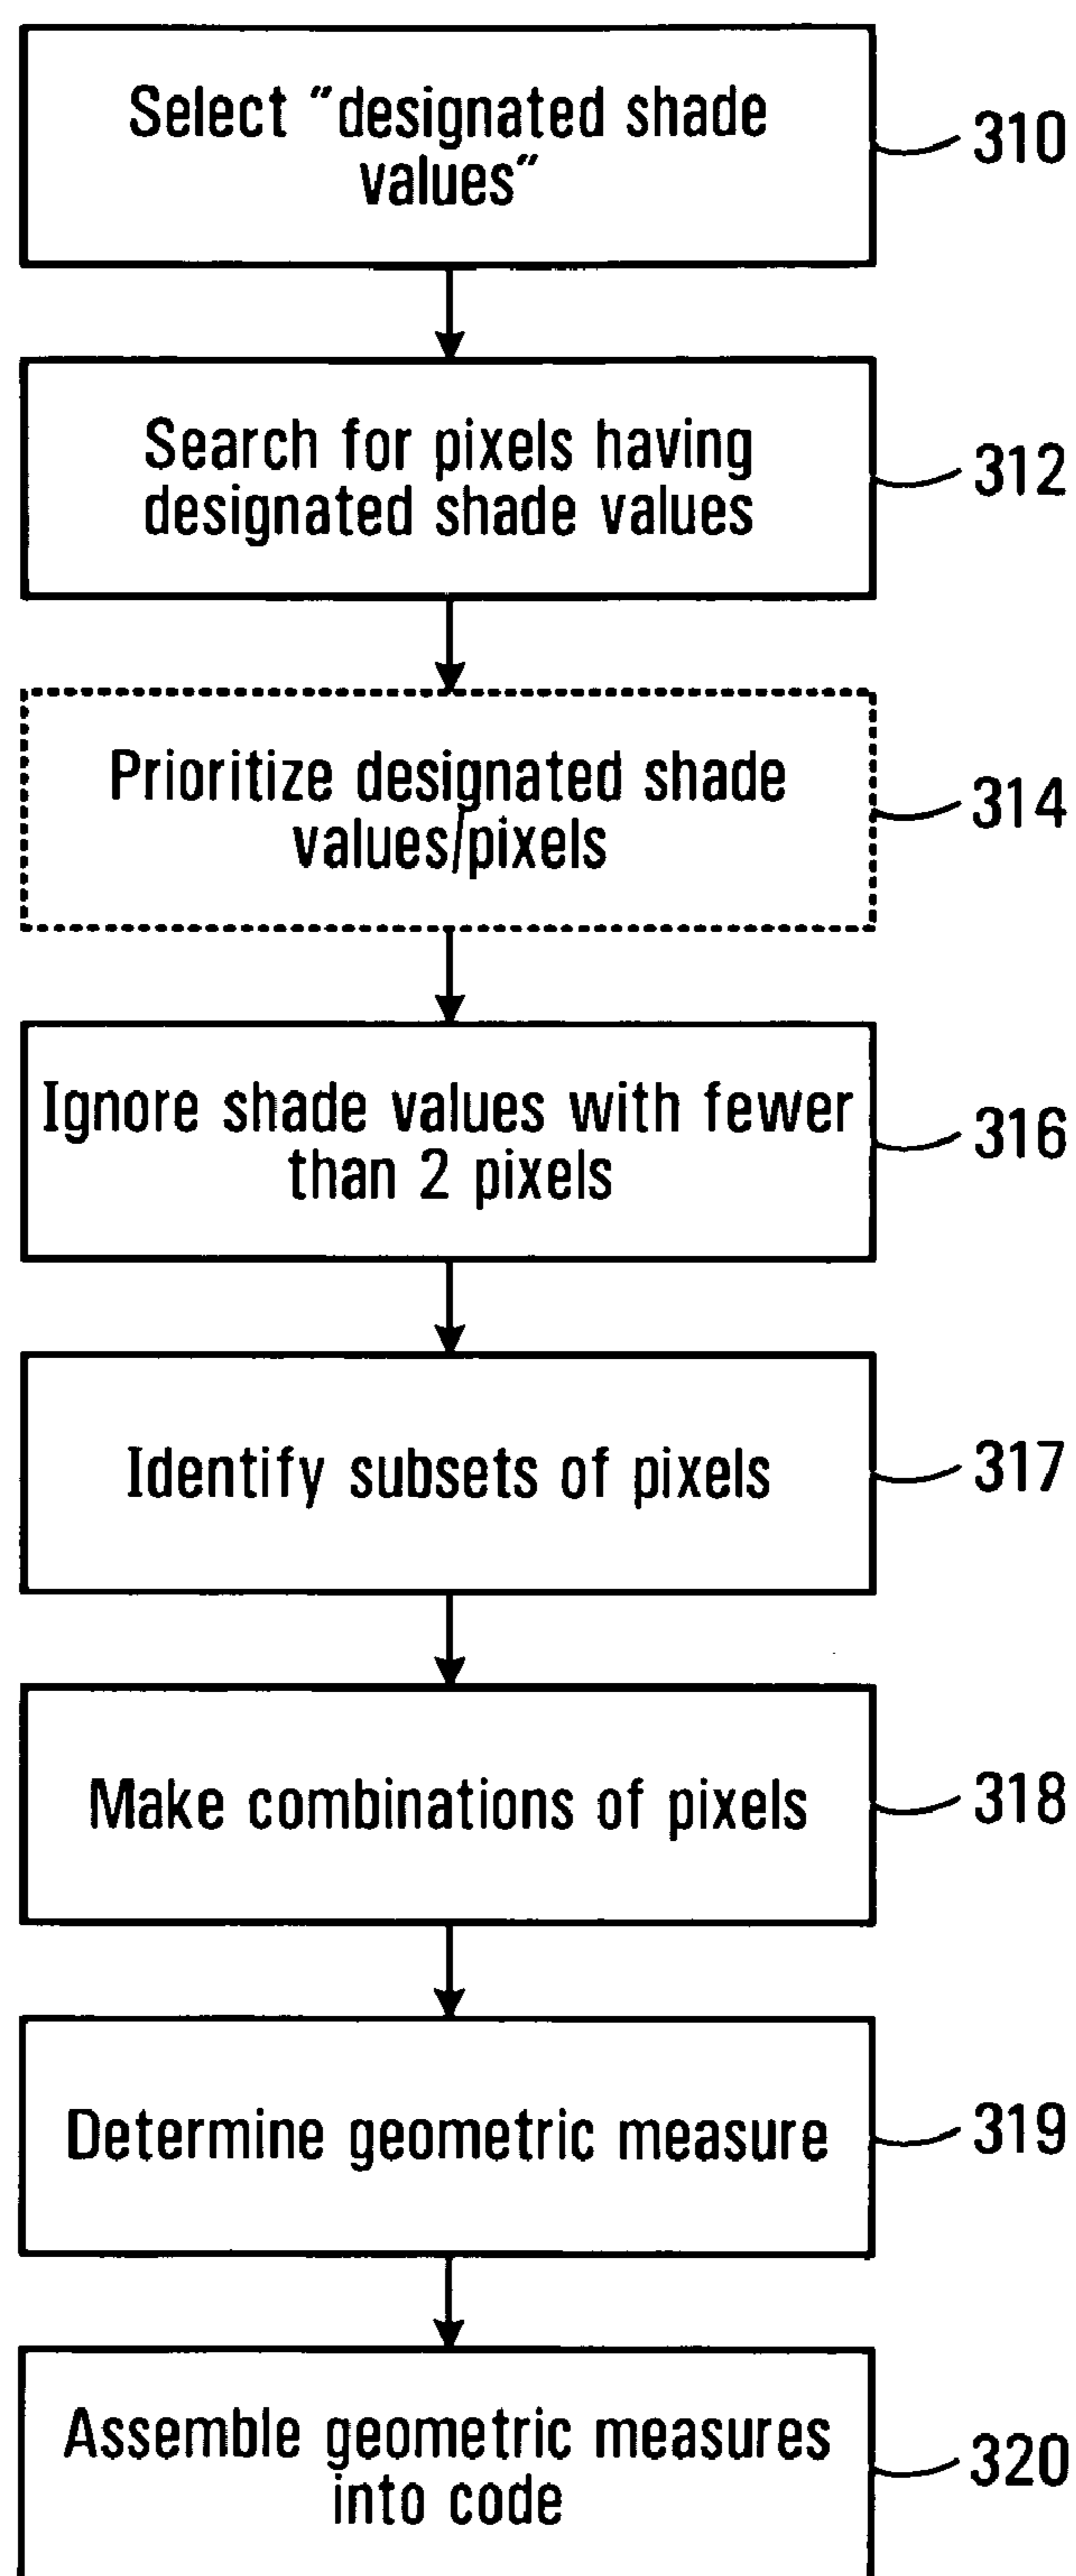 Select "designated shade
values"
310
Search for pixels having
designated shade values
312
Prioritize designated shade
values/pixels
314
Ignore shade values with fewer
than 2 pixels
316
Identify subsets of pixels
317
Make combinations of pixels
318
Determine geometric measure
319
Assemble geometric measures
into code
320